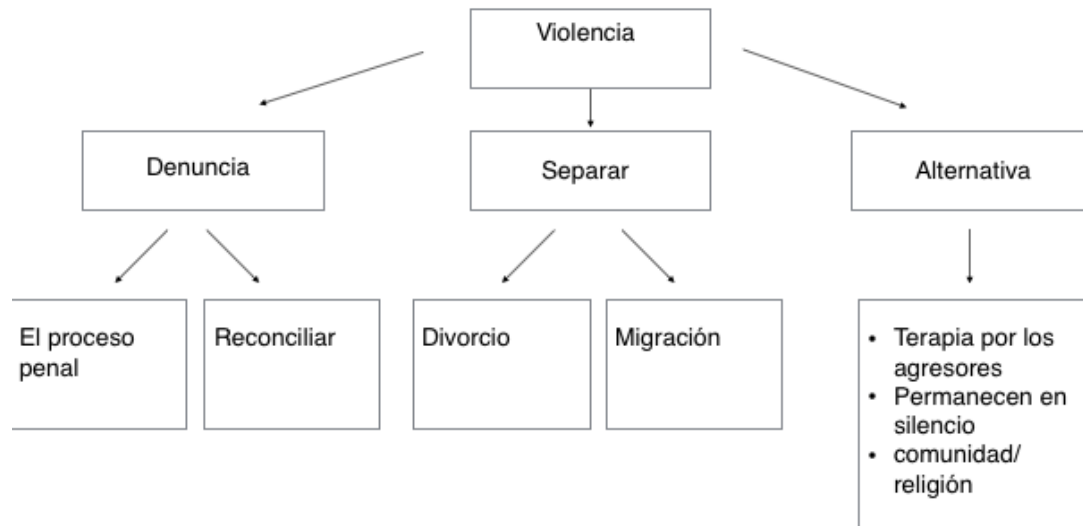 Violencia
Denuncia
Separar
Alternativa
El proceso
penal
Reconciliar
Divorcio
Migración
• Terapia por los
agresores
• Permanecen en
silencio
• comunidad/
religión